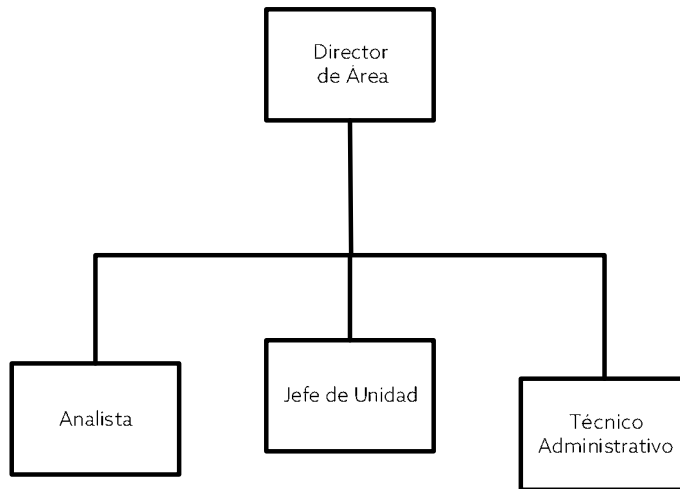 Director
de Área
Analista
Jefe de Unidad
Técnico
Administrativo